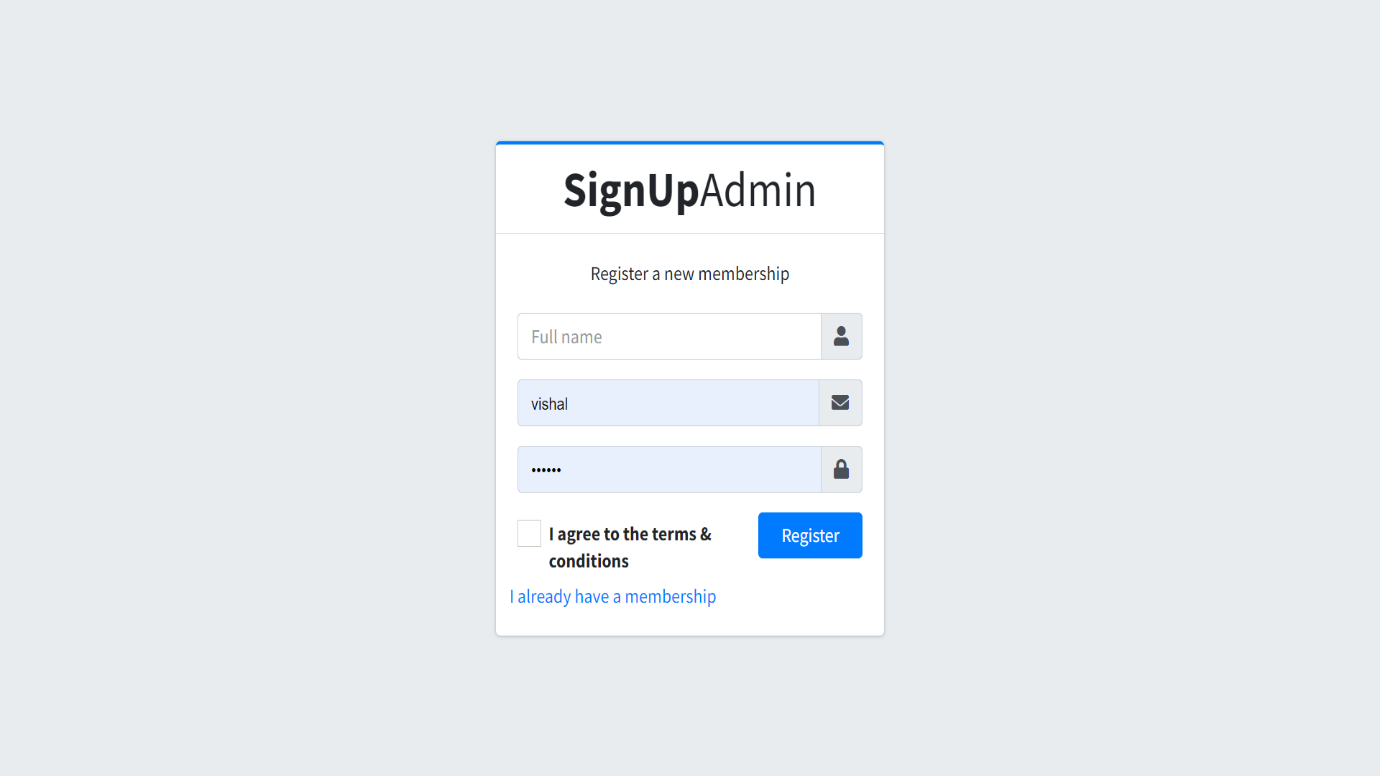 SignUpAdmin
Register a new membership
Full name
vishal
••••••
I agree to the terms &
conditions
Register
I already have a membership